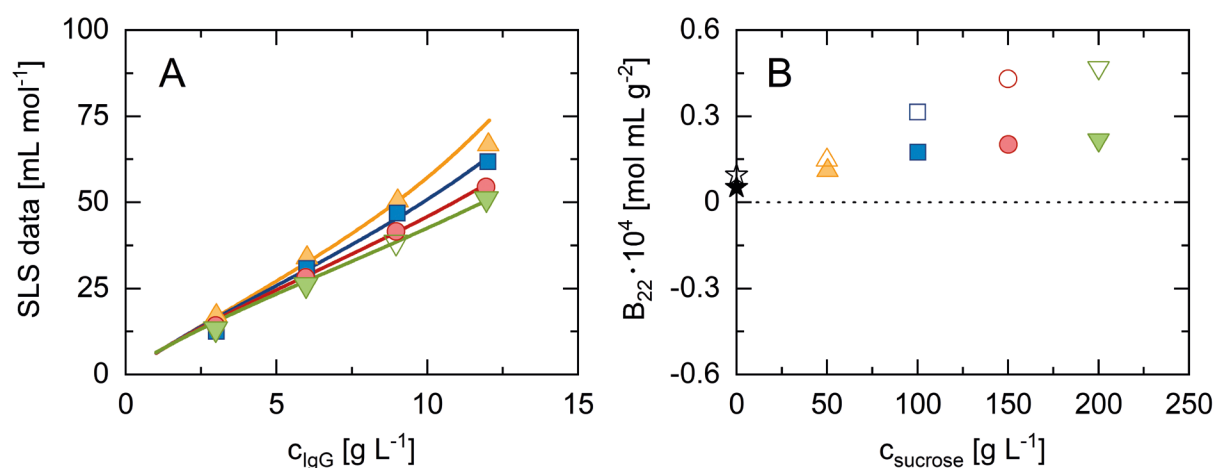 A
SLS data [mL mol⁻¹]
100
75
50
25
0
0 5 10 15
c_IgG [g L⁻¹]
B
B₂₂·10⁴ [mol mL g⁻²]
0.6
0.3
0
-0.3
-0.6
0 50 100 150 200 250
c_sucrose [g L⁻¹]